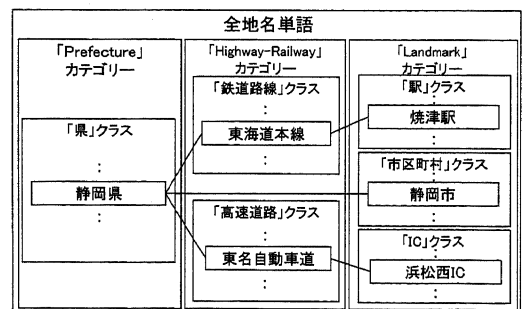 全地名単語
「Prefecture」
カテゴリー
「県」クラス
:
静岡県
:
「Highway-Railway」
カテゴリー
「鉄道路線」クラス
:
東海道本線
:
「高速道路」クラス
:
東名自動車道
:
「Landmark」
カテゴリー
「駅」クラス
:
焼津駅
:
「市区町村」クラス
:
静岡市
:
「IC」クラス
:
浜松西IC
: